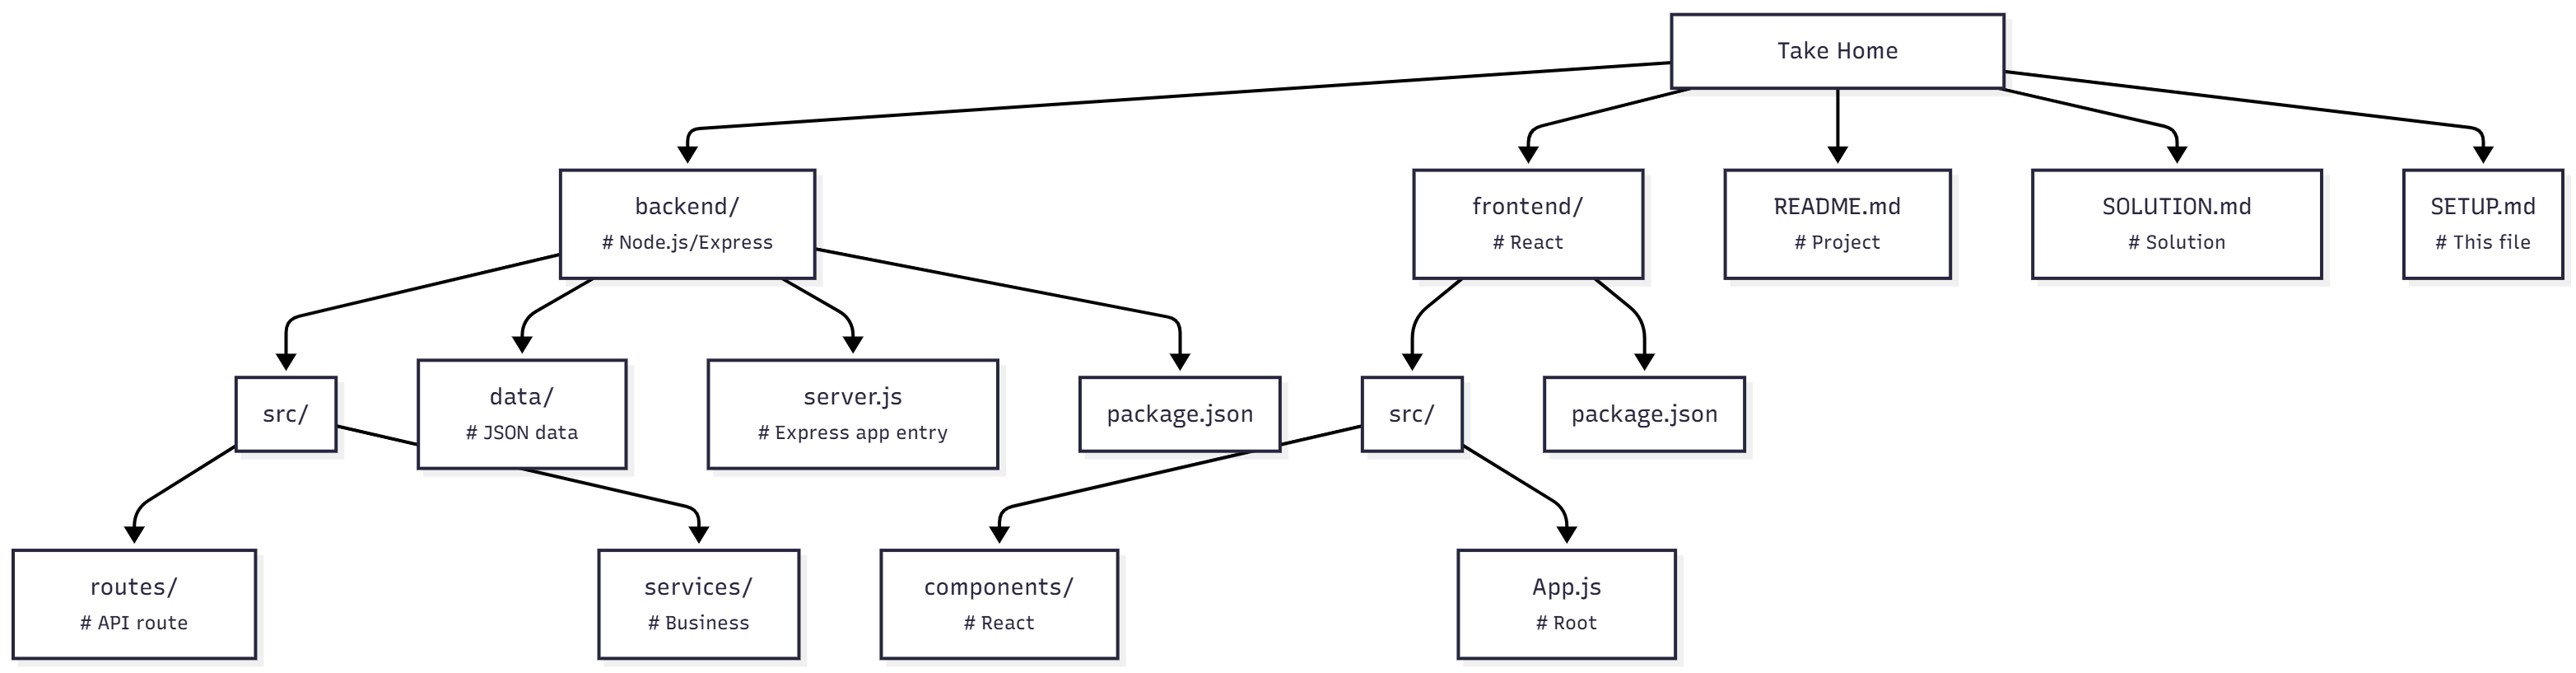 Take Home
backend/
# Node.js/Express
frontend/
# React
README.md
# Project
SOLUTION.md
# Solution
SETUP.md
# This file
src/
data/
# JSON data
server.js
# Express app entry
package.json
src/
package.json
routes/
# API route
services/
# Business
components/
# React
App.js
# Root